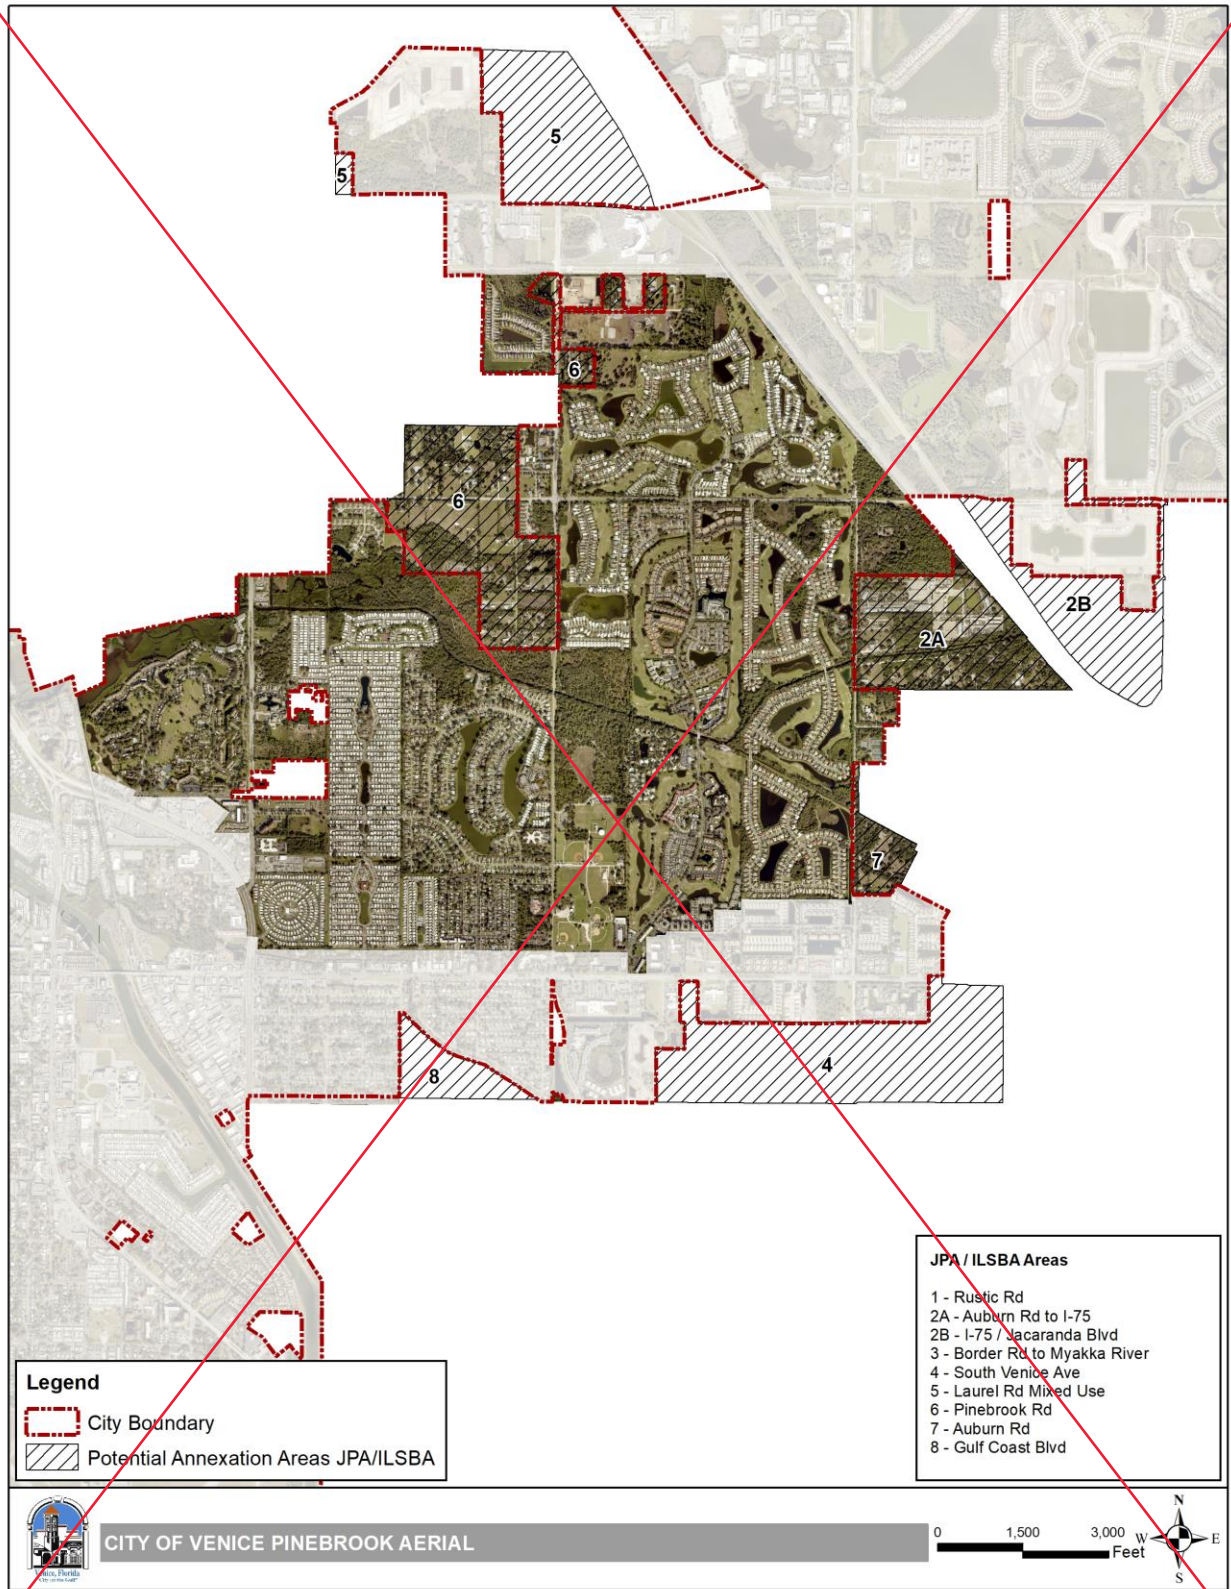 5
5
6
6
2B
2A
7
4
8
JPA / ILSBA Areas
1 - Rustic Rd
2A - Auburn Rd to I-75
2B - I-75 / Jacaranda Blvd
3 - Border Rd to Myakka River
4 - South Venice Ave
5 - Laurel Rd Mixed Use
6 - Pinebrook Rd
7 - Auburn Rd
8 - Gulf Coast Blvd
Legend
City Boundary
Potential Annexation Areas JPA/ILSBA
Venice, Florida
CITY OF VENICE PINEBROOK AERIAL
0 1,500 3,000
Feet
N
W E
S